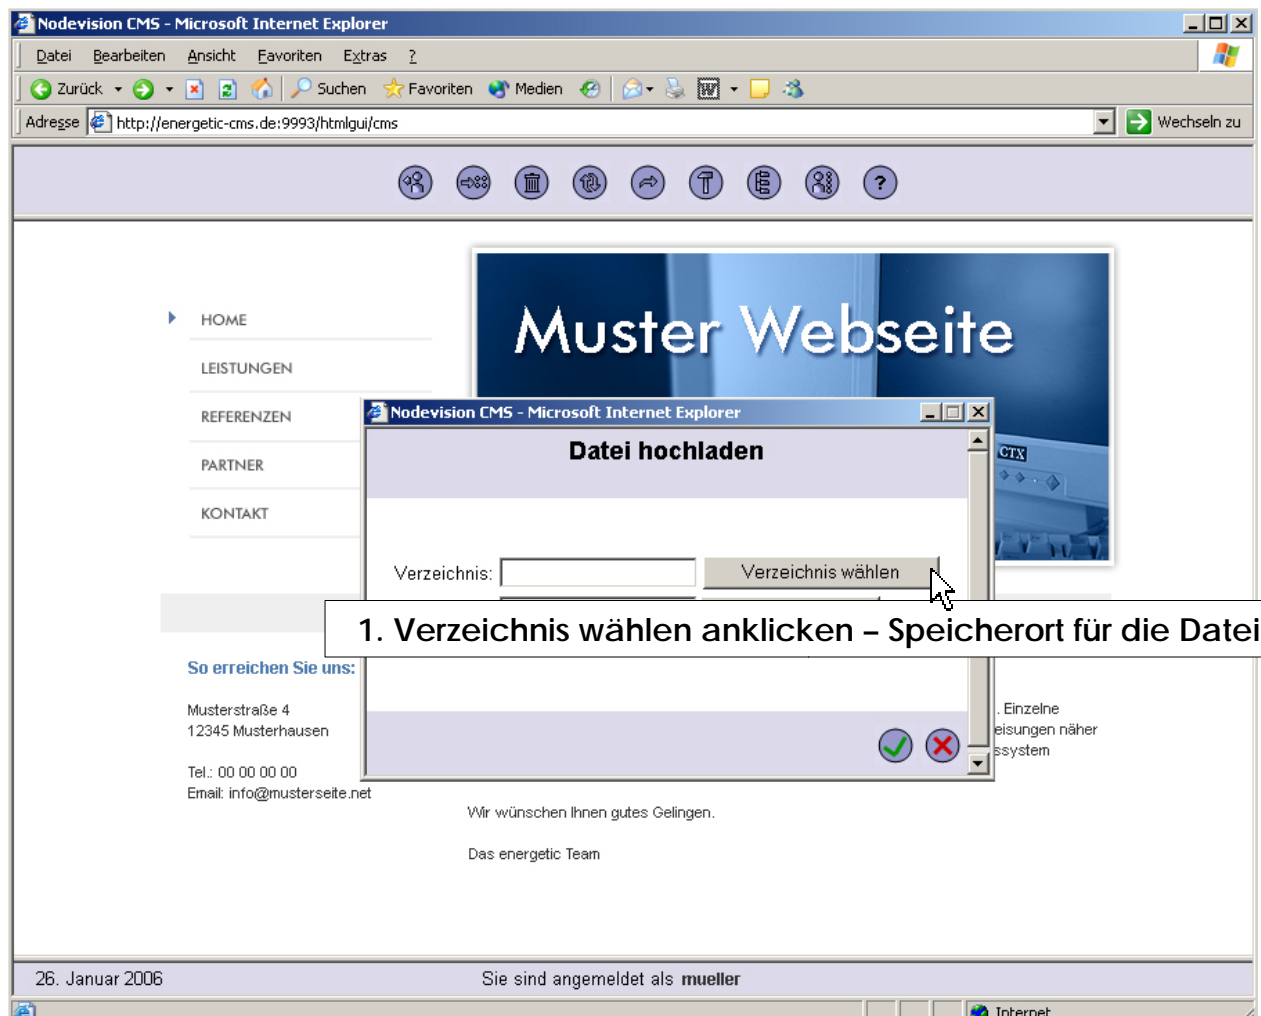 Nodevision CMS - Microsoft Internet Explorer
Datei Bearbeiten Ansicht Favoriten Extras ?
Zurück Suchen Favoriten Medien
Adresse http://energetic-cms.de:9993/htmlgui/cms Wechseln zu
Muster Webseite
HOME
LEISTUNGEN
REFERENZEN
PARTNER
KONTAKT
CTX
Nodevision CMS - Microsoft Internet Explorer
Datei hochladen
Verzeichnis: Verzeichnis wählen
1. Verzeichnis wählen anklicken – Speicherort für die Datei
So erreichen Sie uns:
Musterstraße 4
12345 Musterhausen
Tel.: 00 00 00 00
Email: info@musterseite.net
. Einzelne
eisungen näher
ssystem
Wir wünschen Ihnen gutes Gelingen.
Das energetic Team
26. Januar 2006 Sie sind angemeldet als mueller
Internet